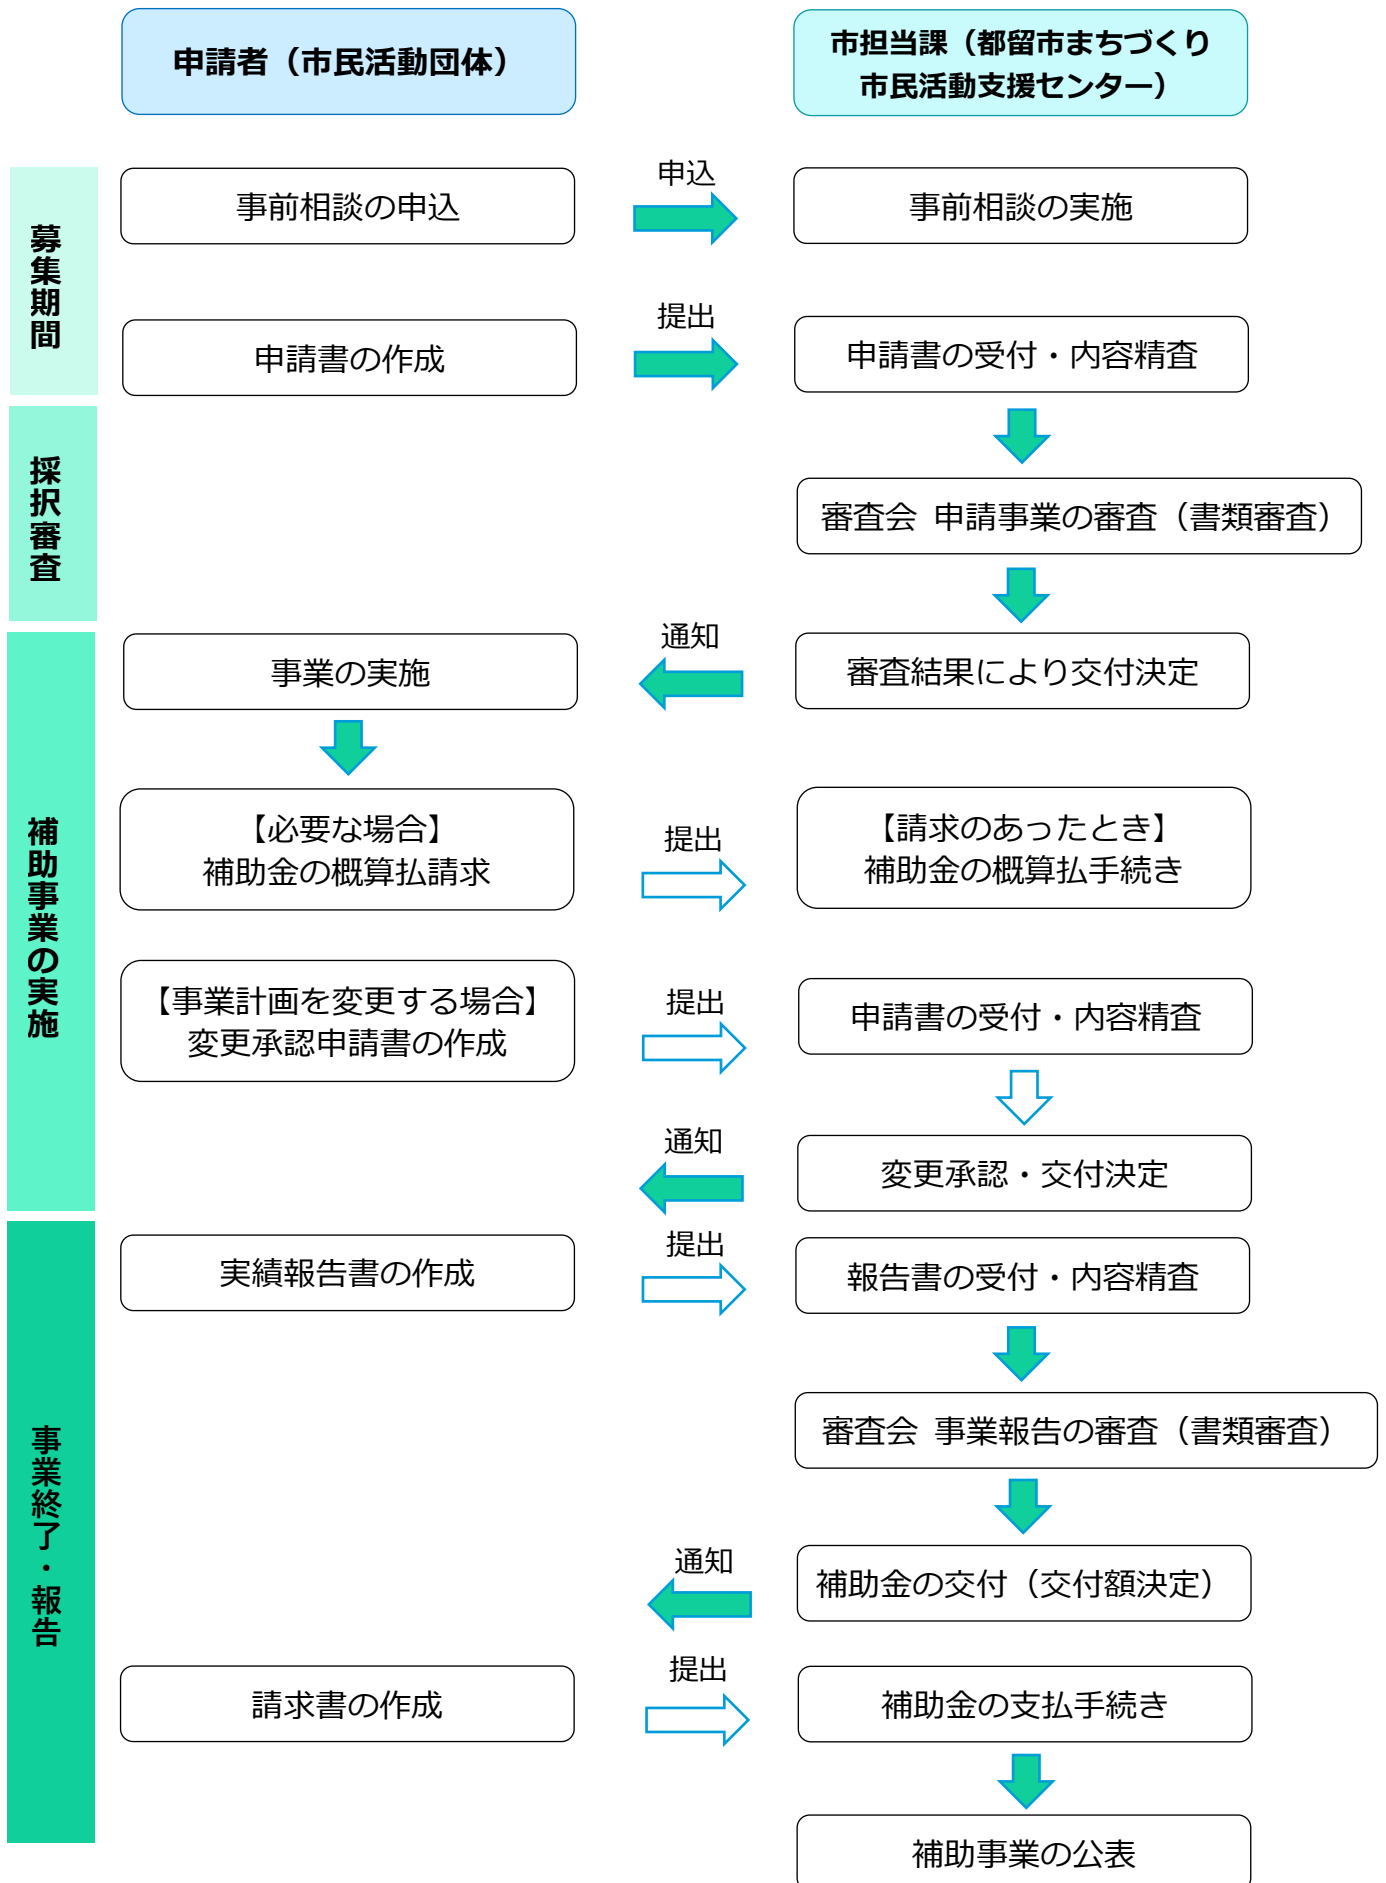 申請者（市民活動団体）
市担当課（都留市まちづくり
市民活動支援センター）
募集期間
事前相談の申込
申込
事前相談の実施
申請書の作成
提出
申請書の受付・内容精査
採択審査
審査会 申請事業の審査（書類審査）
補助事業の実施
事業の実施
通知
審査結果により交付決定
【必要な場合】
補助金の概算払請求
提出
【請求のあったとき】
補助金の概算払手続き
【事業計画を変更する場合】
変更承認申請書の作成
提出
申請書の受付・内容精査
通知
変更承認・交付決定
事業終了・報告
実績報告書の作成
提出
報告書の受付・内容精査
審査会 事業報告の審査（書類審査）
通知
補助金の交付（交付額決定）
請求書の作成
提出
補助金の支払手続き
補助事業の公表